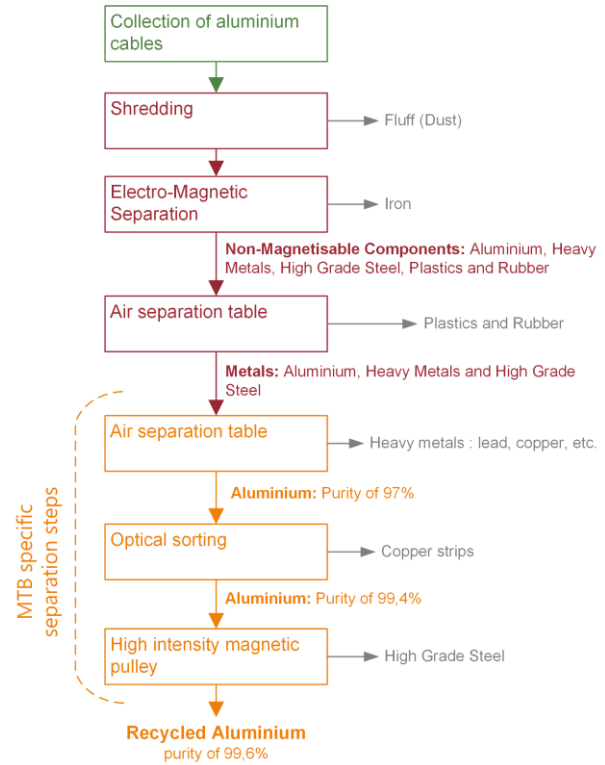 Collection of aluminium
cables
Shredding
Fluff (Dust)
Electro-Magnetic
Separation
Iron
Non-Magnetisable Components: Aluminium, Heavy
Metals, High Grade Steel, Plastics and Rubber
Air separation table
Plastics and Rubber
Metals: Aluminium, Heavy Metals and High Grade
Steel
MTB specific
separation steps
Air separation table
Heavy metals : lead, copper, etc.
Aluminium: Purity of 97%
Optical sorting
Copper strips
Aluminium: Purity of 99,4%
High intensity magnetic
pulley
High Grade Steel
Recycled Aluminium
purity of 99,6%